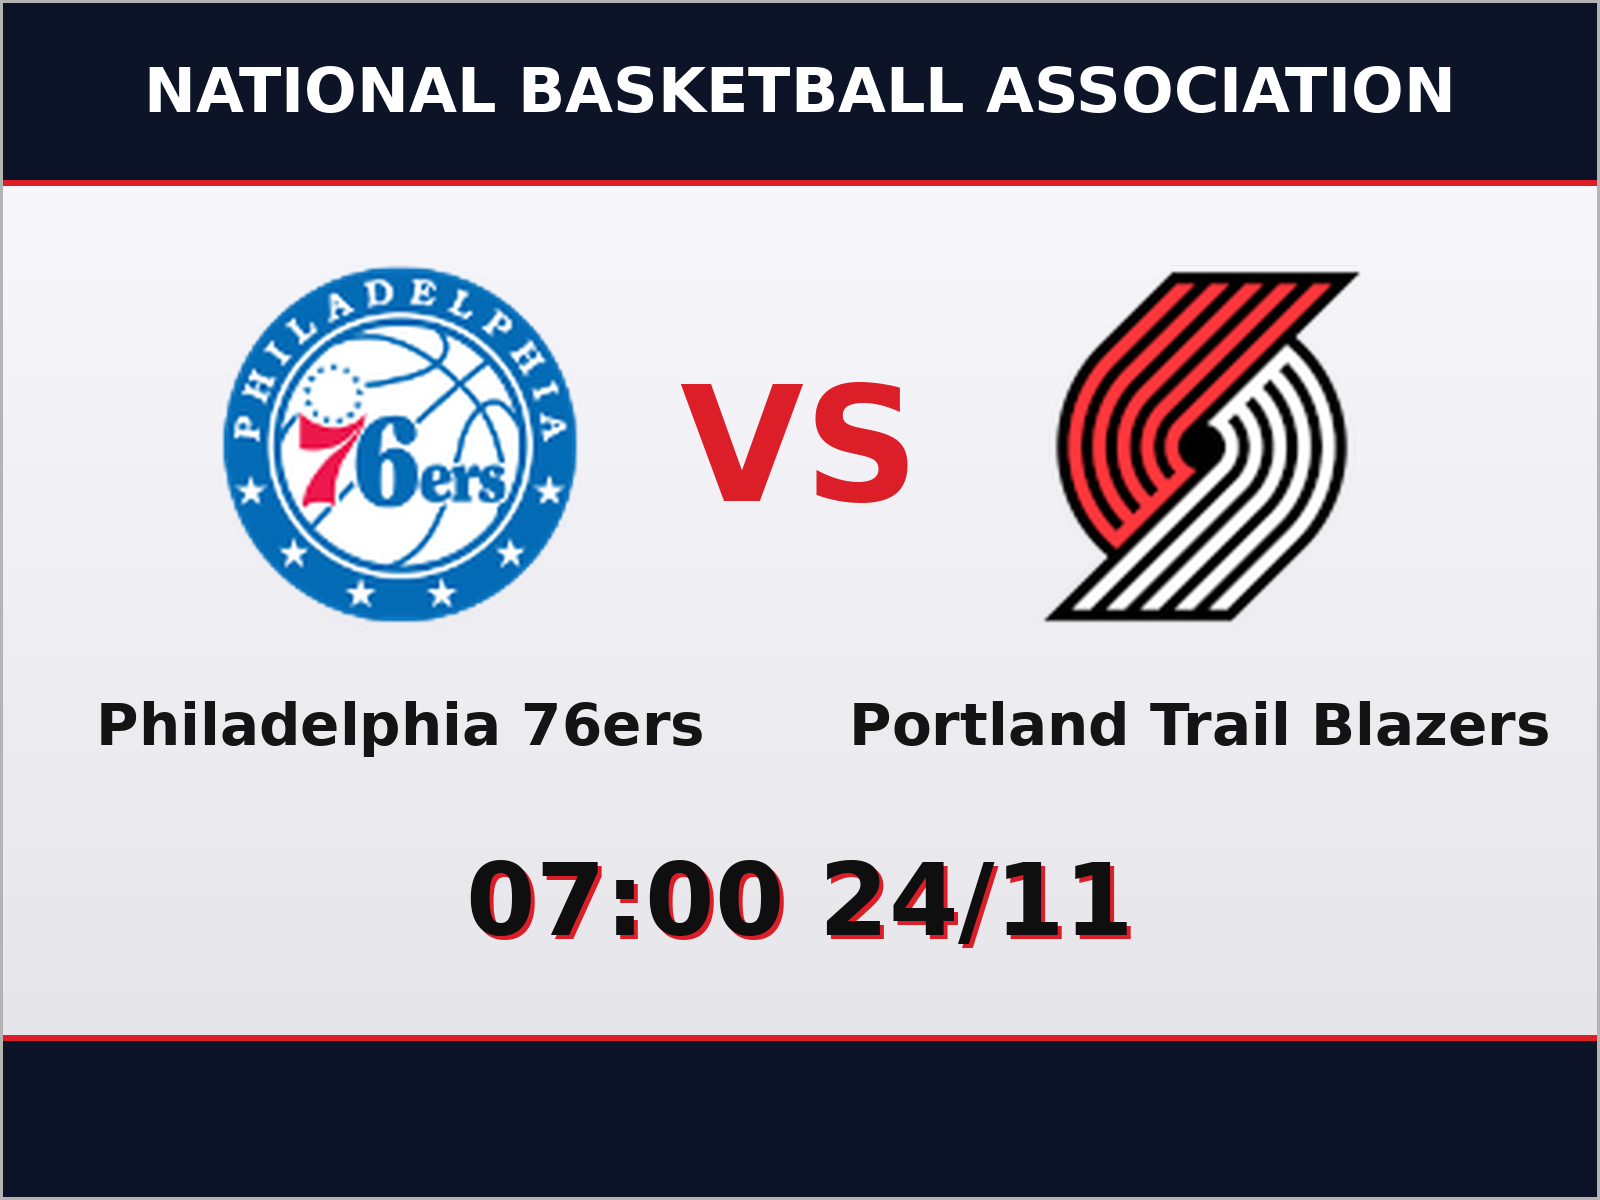 NATIONAL BASKETBALL ASSOCIATION
PHILADELPHIA
76ers
VS
Philadelphia 76ers
Portland Trail Blazers
07:00 24/11